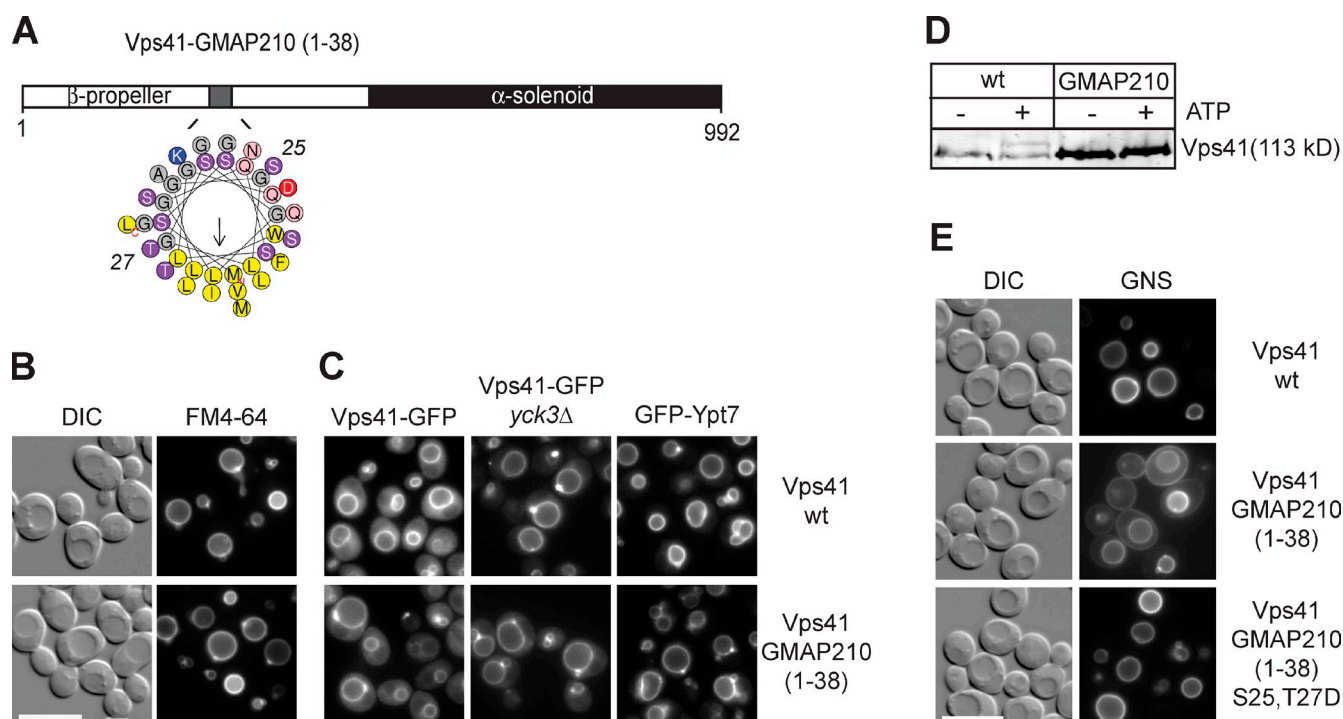 A
Vps41-GMAP210 (1-38)
β-propeller
α-solenoid
1
992
K G G N 25
A G G S S Q G S
S G Q D
L G S G Q
27 T G W S
T L S F
L L L M L L
L I V
M
B
DIC
FM4-64
C
Vps41-GFP
Vps41-GFP
yck3Δ
GFP-Ypt7
Vps41
wt
Vps41
GMAP210
(1-38)
D
wt
GMAP210
-
+
-
+
ATP
Vps41(113 kD)
E
DIC
GNS
Vps41
wt
Vps41
GMAP210
(1-38)
Vps41
GMAP210
(1-38)
S25,T27D